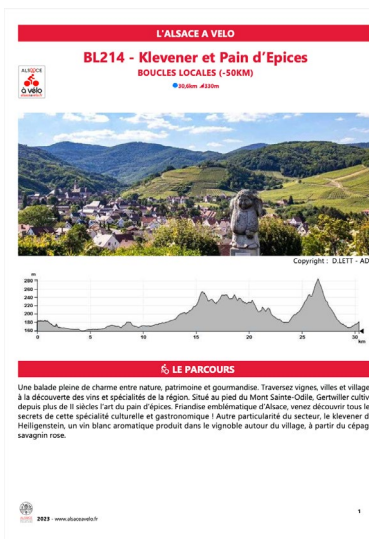 L'ALSACE A VELO
BL214 - Klevener et Pain d'Epices
BOUCLES LOCALES (-50KM)
ALSACE
à vélo
30,6km 330m
Copyright : D.LETT - AD
m
280
260
240
220
200
180
160
0 5 10 15 20 25 30
km
LE PARCOURS
Une balade pleine de charme entre nature, patrimoine et gourmandise. Traversez vignes, villes et village
à la découverte des vins et spécialités de la région. Situé au pied du Mont Sainte-Odile, Gertwiller cultiv
depuis plus de II siècles l'art du pain d'épices. Friandise emblématique d'Alsace, venez découvrir tous le
secrets de cette spécialité culturelle et gastronomique ! Autre particularité du secteur, le klevener d
Heiligenstein, un vin blanc aromatique produit dans le vignoble autour du village, à partir du cépag
savagnin rose.
2023 - www.alsaceavelo.fr
1